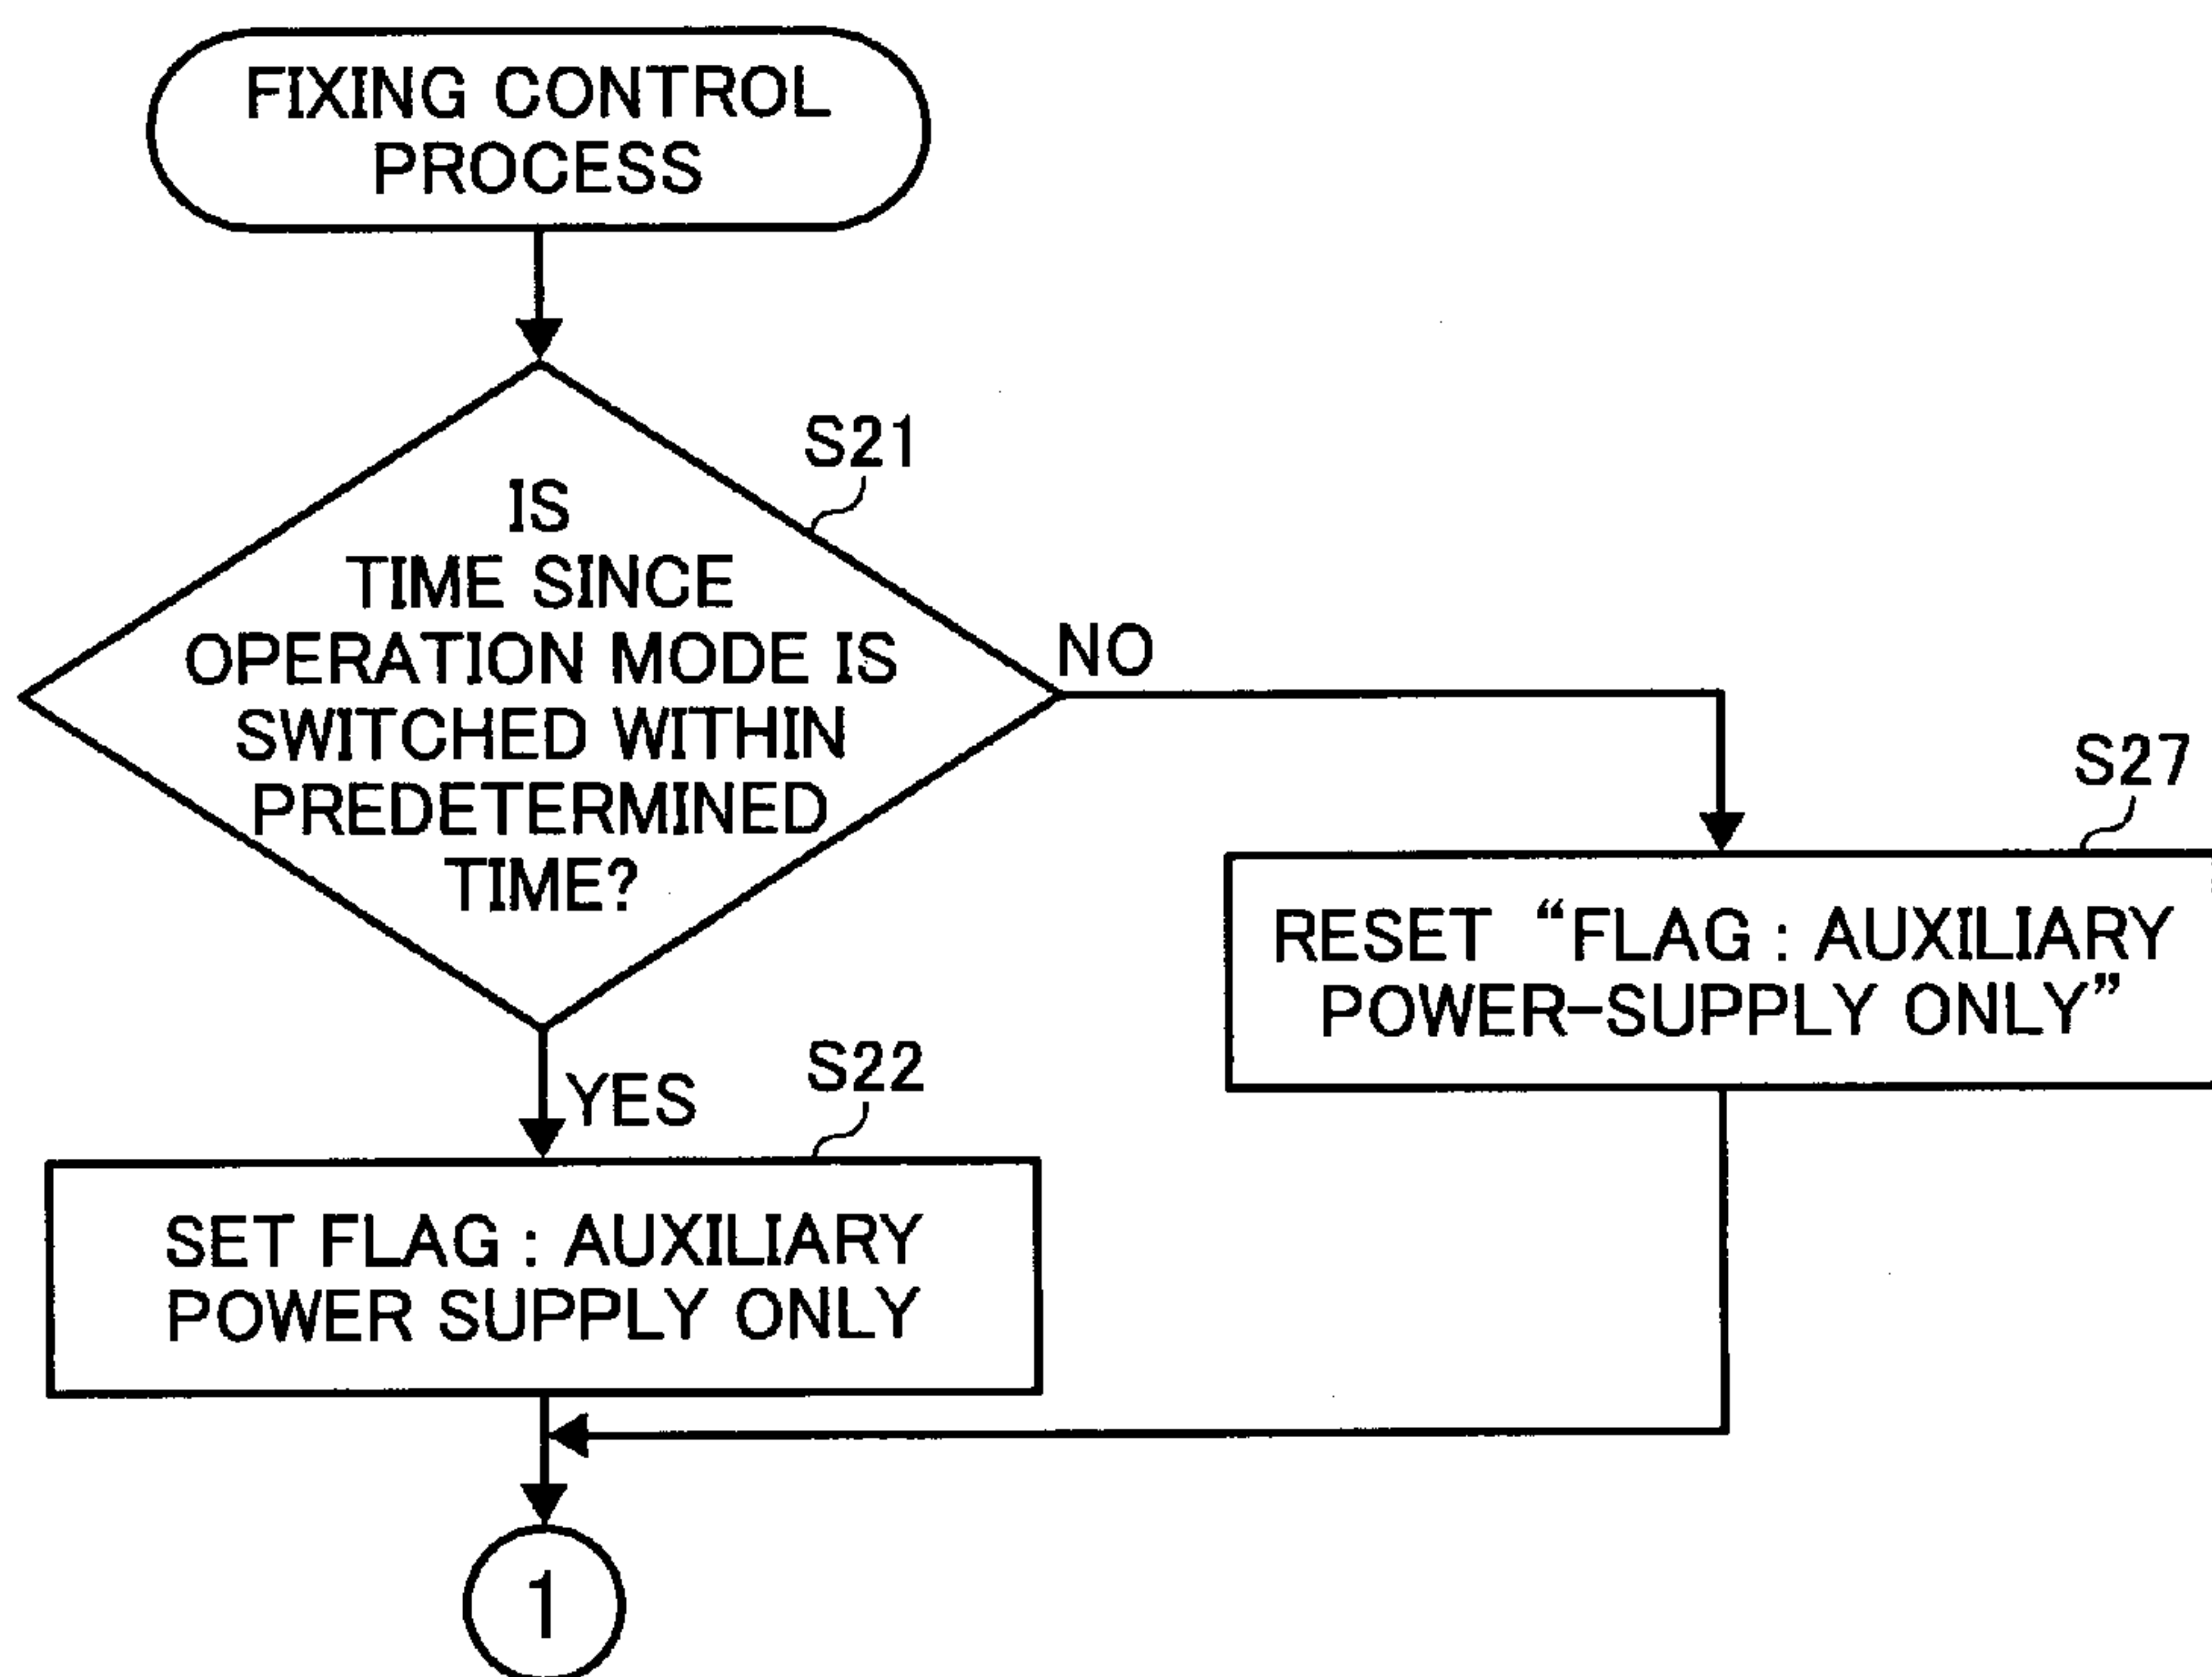 FIXING CONTROL
PROCESS
S21
IS
TIME SINCE
OPERATION MODE IS
SWITCHED WITHIN
PREDETERMINED
TIME?
NO
S27
RESET “FLAG : AUXILIARY
POWER-SUPPLY ONLY”
YES
S22
SET FLAG : AUXILIARY
POWER SUPPLY ONLY
1